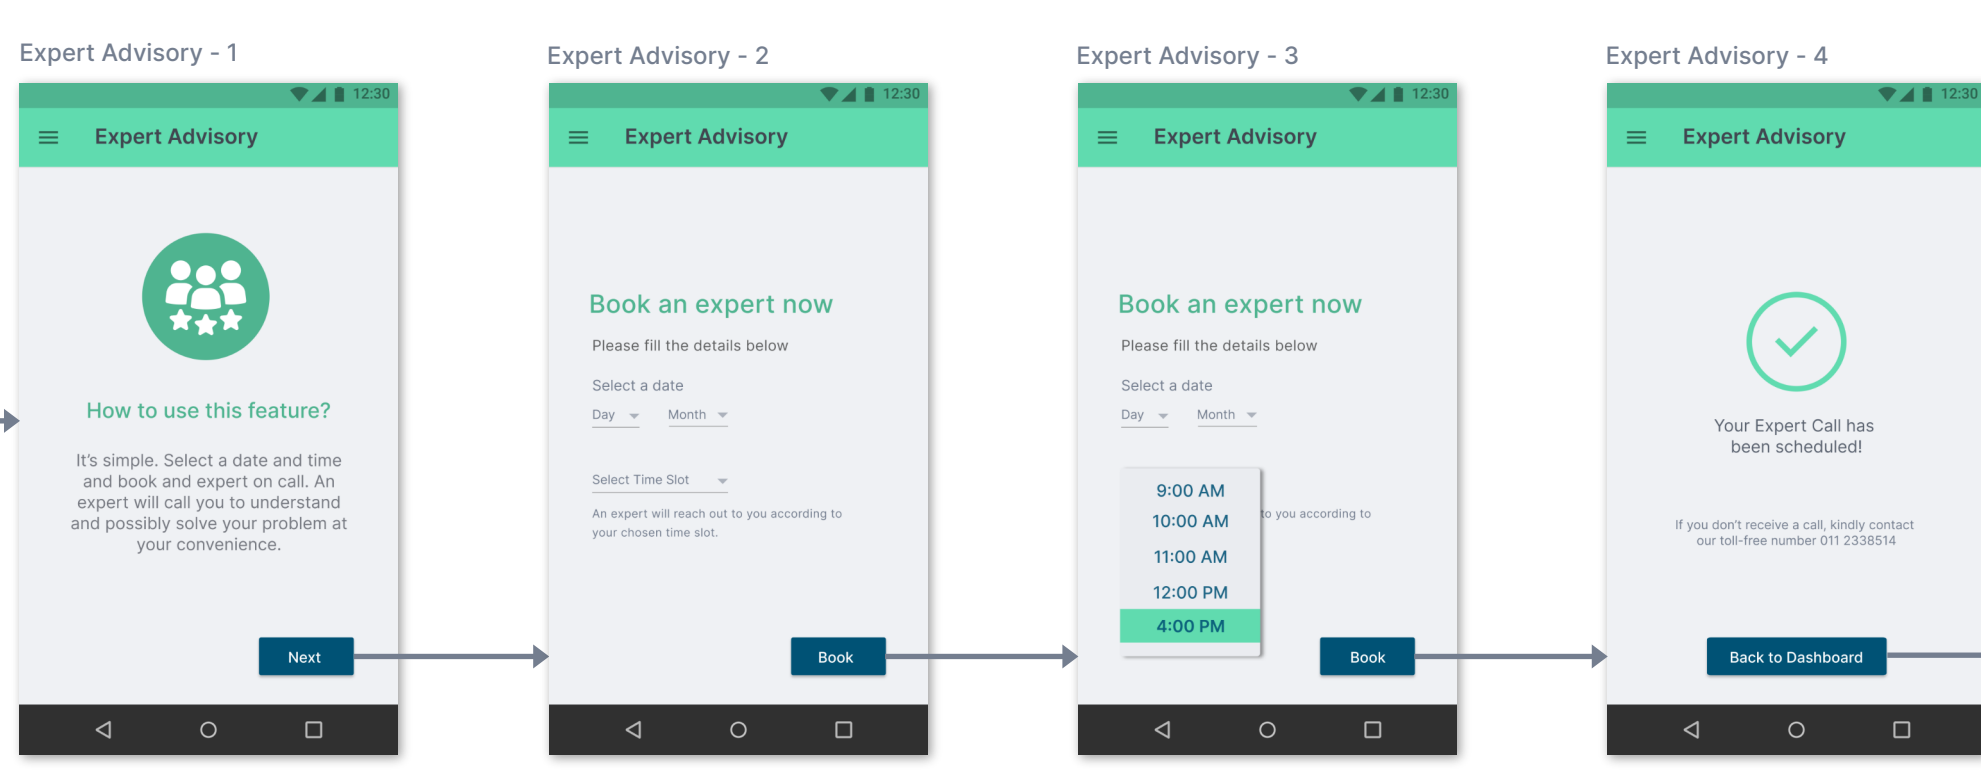 Expert Advisory - 1
12:30
Expert Advisory
How to use this feature?
It's simple. Select a date and time
and book and expert on call. An
expert will call you to understand
and possibly solve your problem at
your convenience.
Next
Expert Advisory - 2
12:30
Expert Advisory
Book an expert now
Please fill the details below
Select a date
Day
Month
Select Time Slot
An expert will reach out to you according to
your chosen time slot.
Book
Expert Advisory - 3
12:30
Expert Advisory
Book an expert now
Please fill the details below
Select a date
Day
Month
9:00 AM
to you according to
10:00 AM
11:00 AM
12:00 PM
4:00 PM
Book
Expert Advisory - 4
12:30
Expert Advisory
Your Expert Call has
been scheduled!
If you don't receive a call, kindly contact
our toll-free number 011 2338514
Back to Dashboard